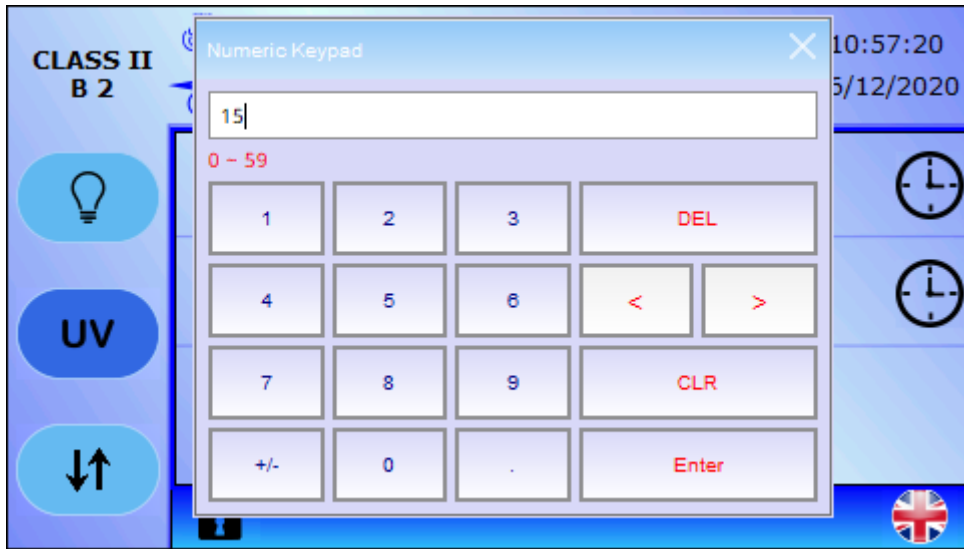 CLASS II
B 2
Numeric Keypad
10:57:20
/12/2020
15
0 ~ 59
1 2 3 DEL
4 5 6 < >
UV
7 8 9 CLR
+/- 0 . Enter